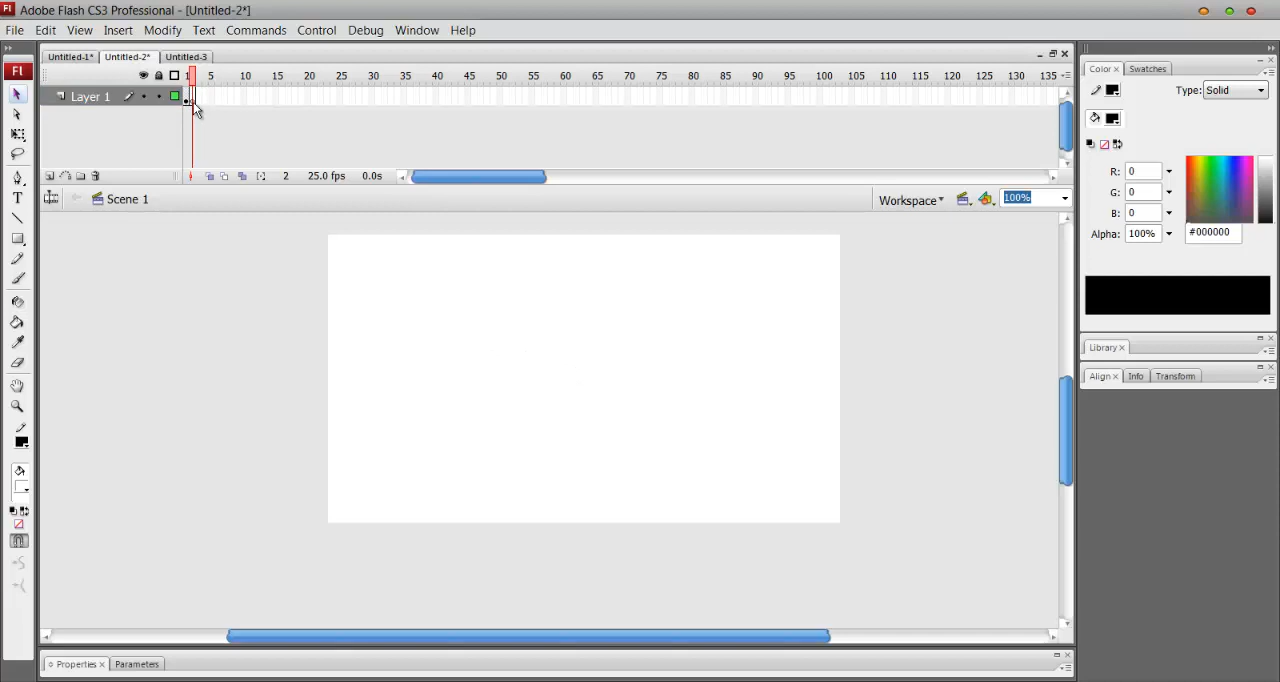 Fl Adobe Flash CS3 Professional - [Untitled-2*]
File Edit View Insert Modify Text Commands Control Debug Window Help
Untitled-1* Untitled-2* Untitled-3
1 5 10 15 20 25 30 35 40 45 50 55 60 65 70 75 80 85 90 95 100 105 110 115 120 125 130 135
Layer 1
2 25.0 fps 0.0s
Scene 1
Workspace 100%
Fl
T
Color Swatches
Type: Solid
R: 0
G: 0
B: 0
Alpha: 100% #000000
Library
Align Info Transform
Properties Parameters